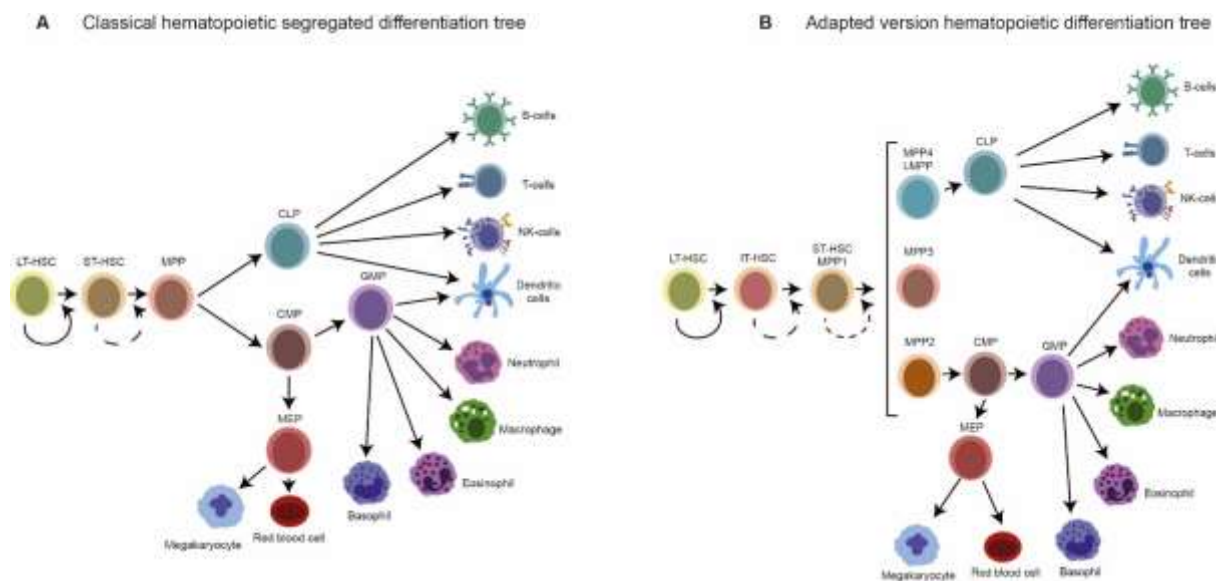 A Classical hematopoietic segregated differentiation tree
B-cells
T-cells
CLP
NK-cells
LT-HSC
ST-HSC
MPP
GMP
Dendritic
cells
CMP
Neutrophil
MEP
Macrophage
Eosinophil
Basophil
Megakaryocyte
Red blood cell
B Adapted version hematopoietic differentiation tree
B-cells
MPP4
LMPP
CLP
T-cells
NK-cell
ST-HSC
MPP1
LT-HSC
IT-HSC
MPP3
Dendriti
cells
MPP2
CMP
GMP
Neutrophil
Macrophage
MEP
Eosinophil
Megakaryocyte
Red blood cell
Basophil